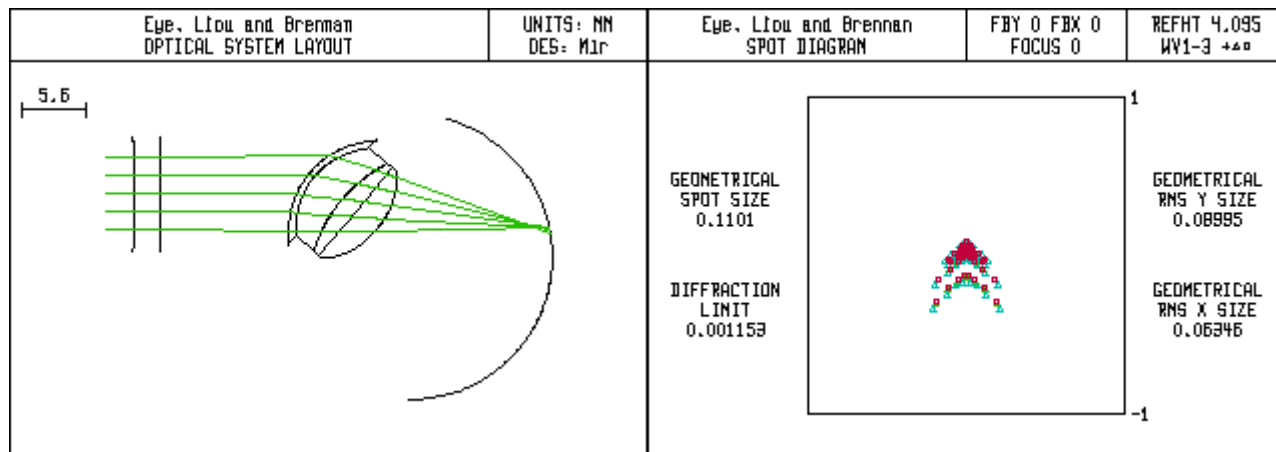 Eye, Liou and Brennan
OPTICAL SYSTEM LAYOUT
UNITS: MM
DES: MIr
5.6
Eye, Liou and Brennan
SPOT DIAGRAM
FBY 0 FBX 0
FOCUS 0
REFHT 4.095
WV1-3 +△□
1
GEOMETRICAL
SPOT SIZE
0.1101
DIFFRACTION
LIMIT
0.001153
GEOMETRICAL
RMS Y SIZE
0.08995
GEOMETRICAL
RMS X SIZE
0.06346
-1